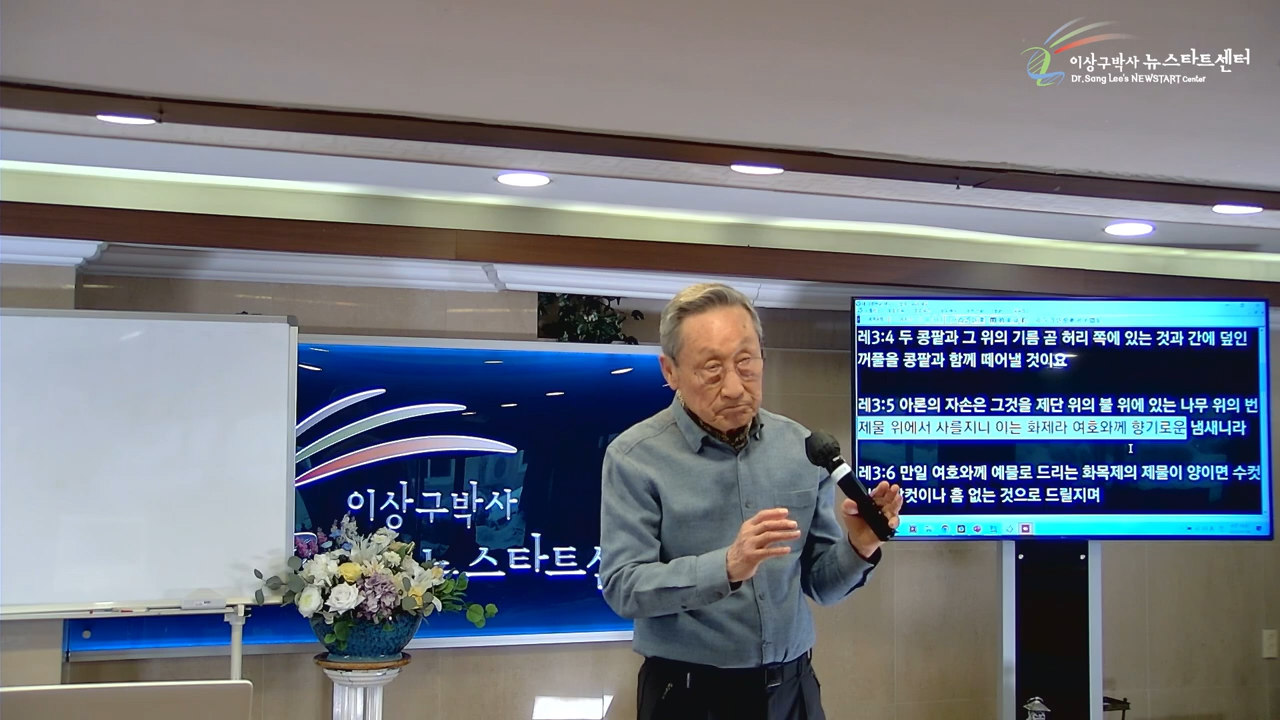 이상구박사 뉴스타트센터
Dr. Sang Lee's NEWSTART Center
레3:4 두 콩팥과 그 위의 기름 곧 허리 쪽에 있는 것과 간에 덮인
꺼풀을 콩팥과 함께 떼어낼 것이요
레3:5 아론의 자손은 그것을 제단 위의 불 위에 있는 나무 위의 번
제물 위에서 사를지니 이는 화제라 여호와께 향기로운 냄새니라
레3:6 만일 여호와께 예물로 드리는 화목제의 제물이 양이면 수컷
암컷이나 흠 없는 것으로 드릴지며
이상구박사
뉴스타트센